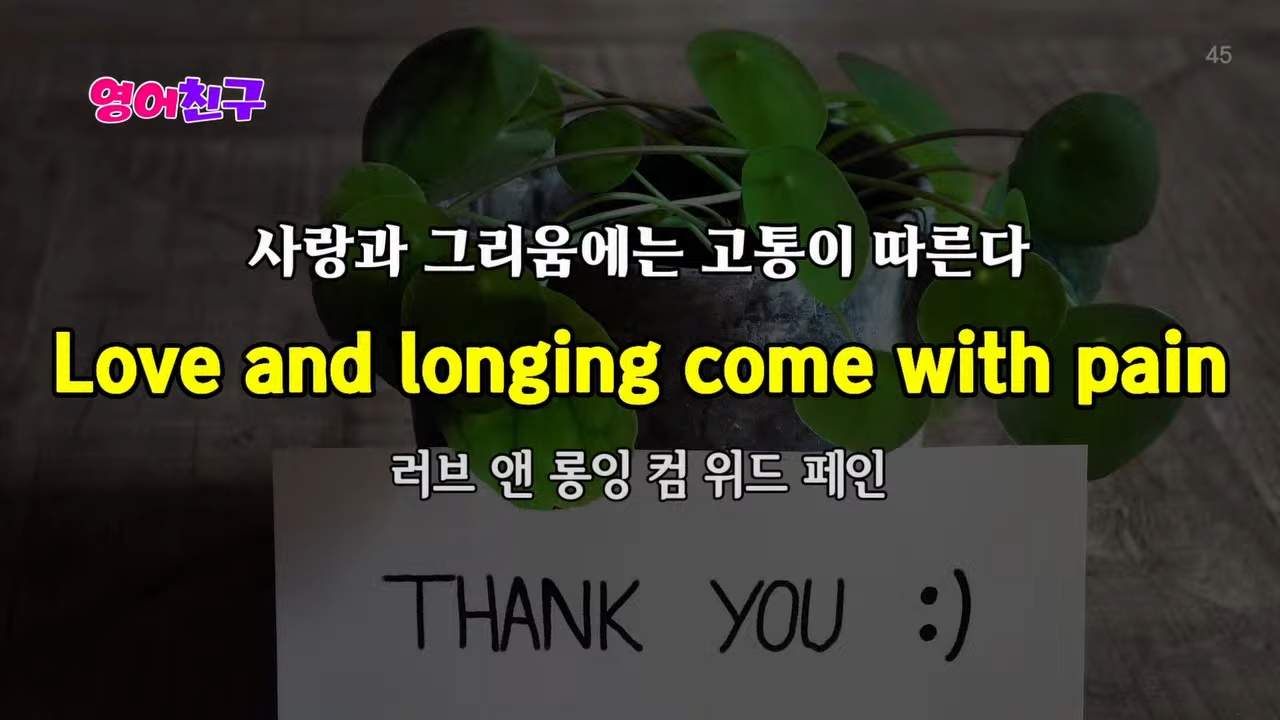 45
영어친구
사랑과 그리움에는 고통이 따른다
Love and longing come with pain
러브 앤 롱잉 컴 위드 페인
THANK YOU :)